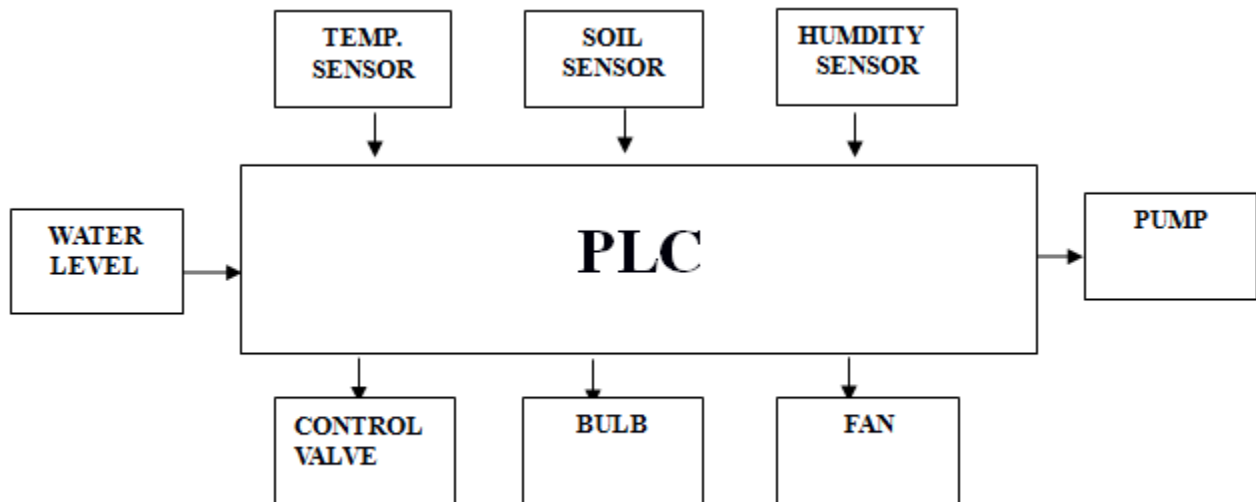 TEMP.
SENSOR
SOIL
SENSOR
HUMDITY
SENSOR
WATER
LEVEL
PLC
PUMP
CONTROL
VALVE
BULB
FAN